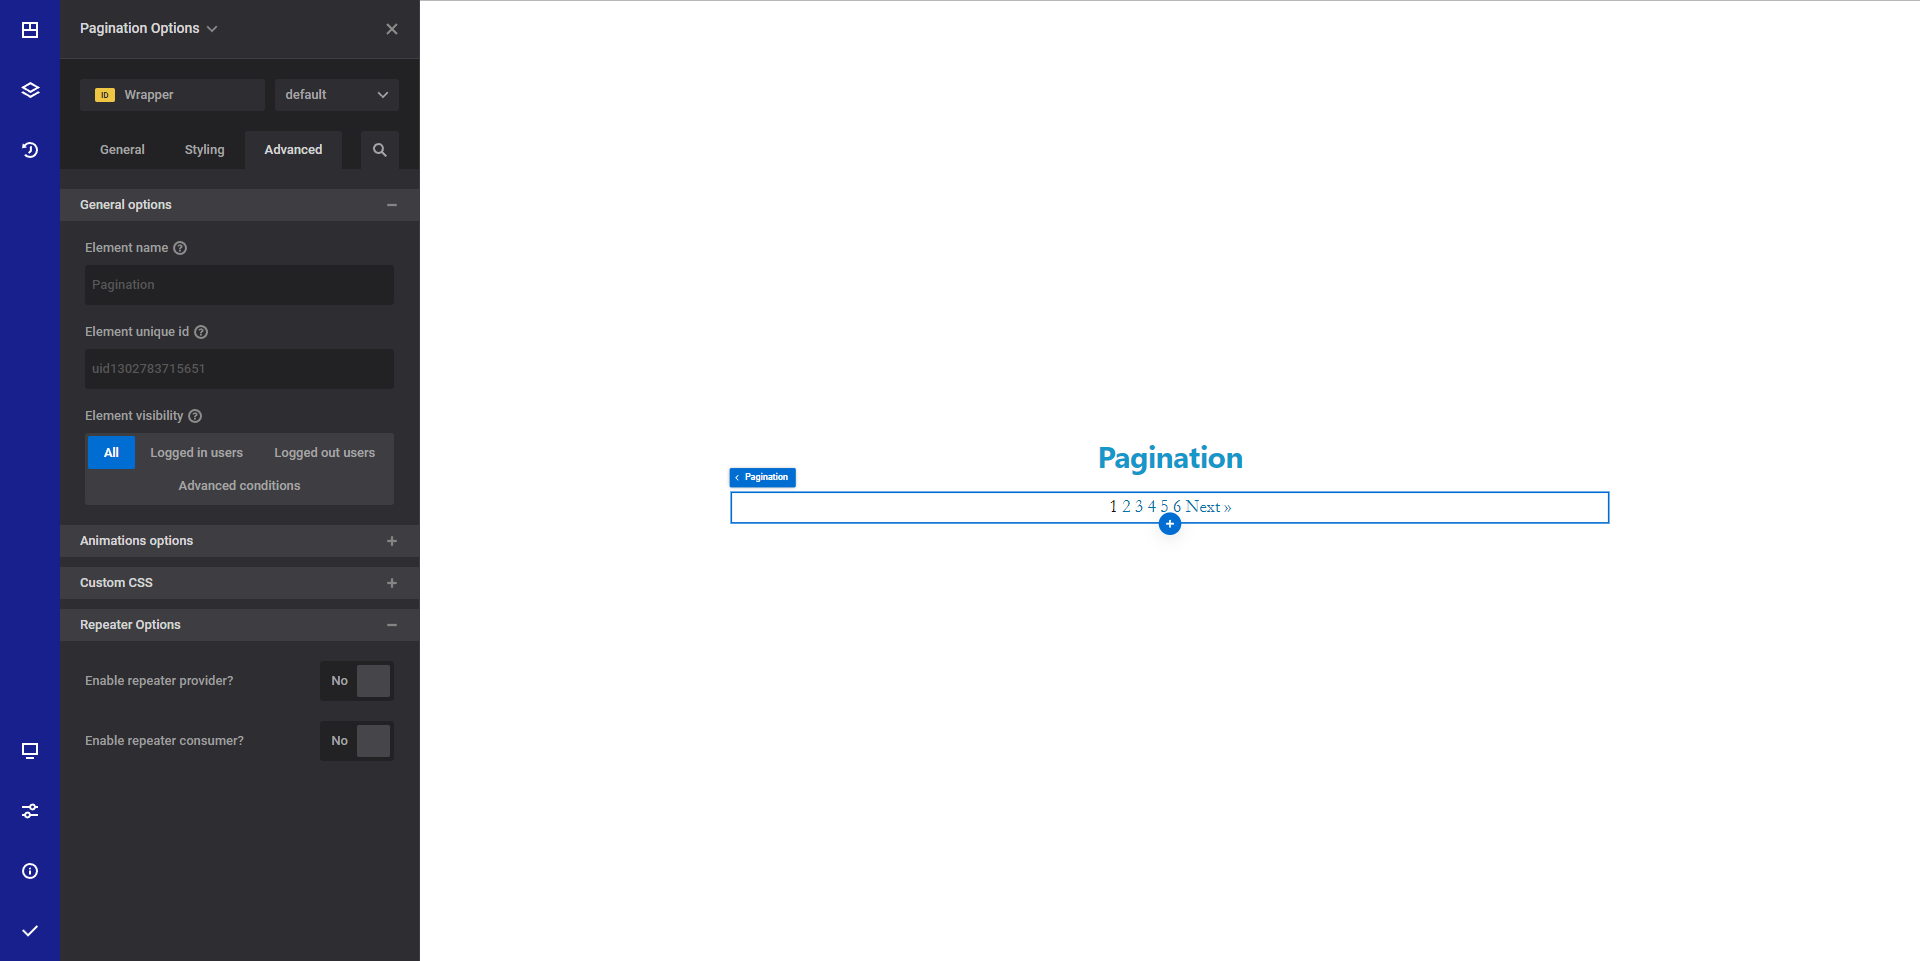 Pagination Options
ID Wrapper
default
General
Styling
Advanced
General options
Element name ?
Pagination
Element unique id ?
uid1302783715651
Element visibility ?
All
Logged in users
Logged out users
Advanced conditions
Animations options
Custom CSS
Repeater Options
Enable repeater provider?
No
Enable repeater consumer?
No
Pagination
Pagination
1 2 3 4 5 6 Next »